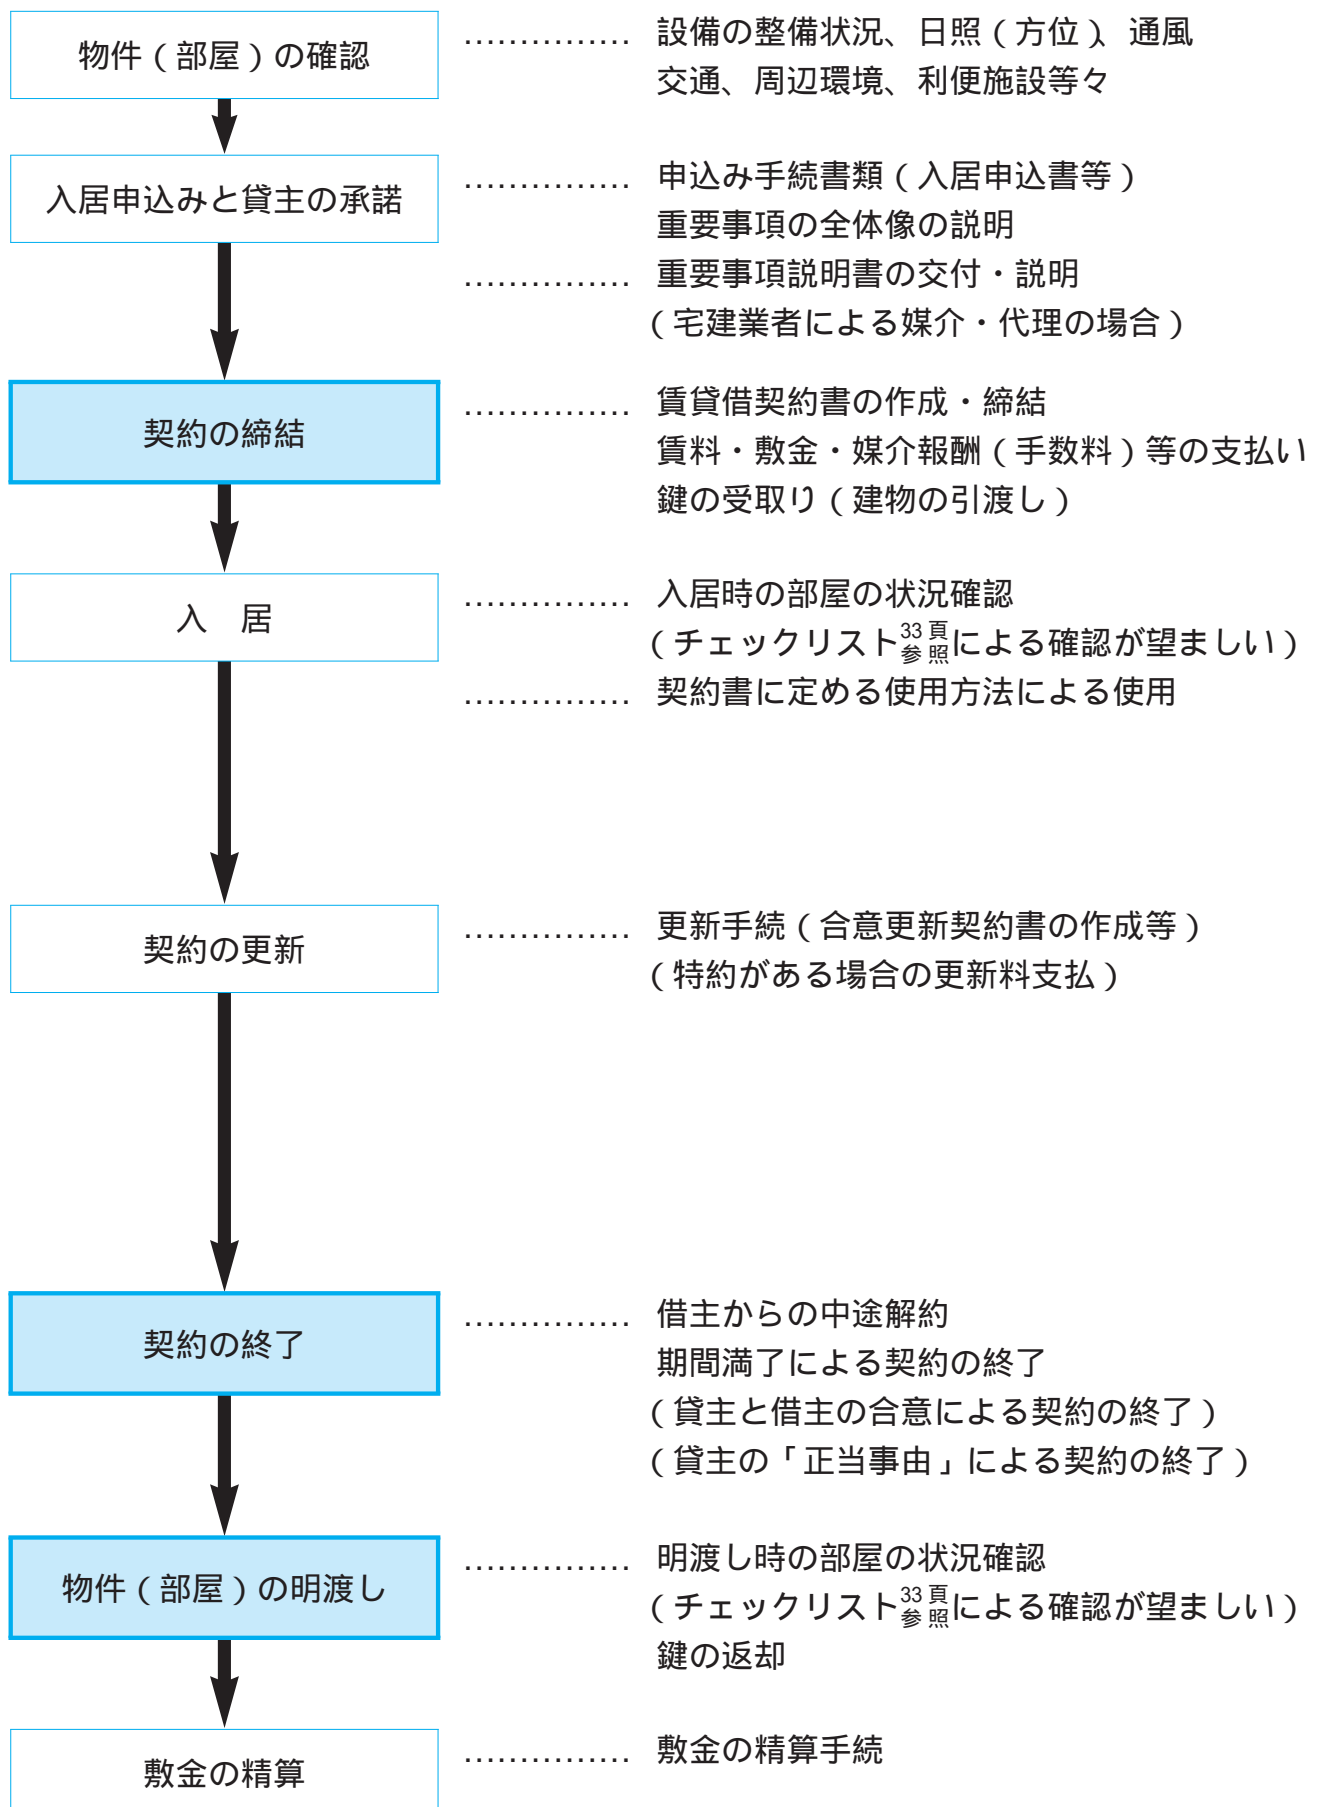 物件（部屋）の確認
............... 設備の整備状況、日照（方位）、通風
交通、周辺環境、利便施設等々
入居申込みと貸主の承諾
............... 申込み手続書類（入居申込書等）
重要事項の全体像の説明
............... 重要事項説明書の交付・説明
（宅建業者による媒介・代理の場合）
契約の締結
............... 賃貸借契約書の作成・締結
賃料・敷金・媒介報酬（手数料）等の支払い
鍵の受取り（建物の引渡し）
入　居
............... 入居時の部屋の状況確認
（チェックリスト33頁参照による確認が望ましい）
............... 契約書に定める使用方法による使用
契約の更新
............... 更新手続（合意更新契約書の作成等）
（特約がある場合の更新料支払）
契約の終了
............... 借主からの中途解約
期間満了による契約の終了
（貸主と借主の合意による契約の終了）
（貸主の「正当事由」による契約の終了）
物件（部屋）の明渡し
............... 明渡し時の部屋の状況確認
（チェックリスト33頁参照による確認が望ましい）
鍵の返却
敷金の精算
............... 敷金の精算手続